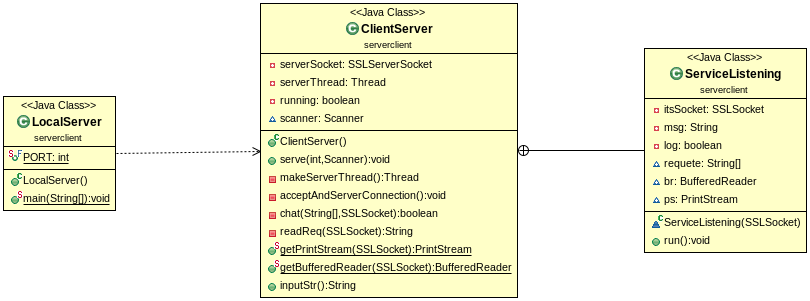 <<Java Class>>
LocalServer
serverclient
PORT: int
LocalServer()
main(String[]):void
<<Java Class>>
ClientServer
serverclient
serverSocket: SSLServerSocket
serverThread: Thread
running: boolean
scanner: Scanner
ClientServer()
serve(int,Scanner):void
makeServerThread():Thread
acceptAndServerConnection():void
chat(String[],SSLSocket):boolean
readReq(SSLSocket):String
getPrintStream(SSLSocket):PrintStream
getBufferedReader(SSLSocket):BufferedReader
inputStr():String
<<Java Class>>
ServiceListening
serverclient
itsSocket: SSLSocket
msg: String
log: boolean
requete: String[]
br: BufferedReader
ps: PrintStream
ServiceListening(SSLSocket)
run():void